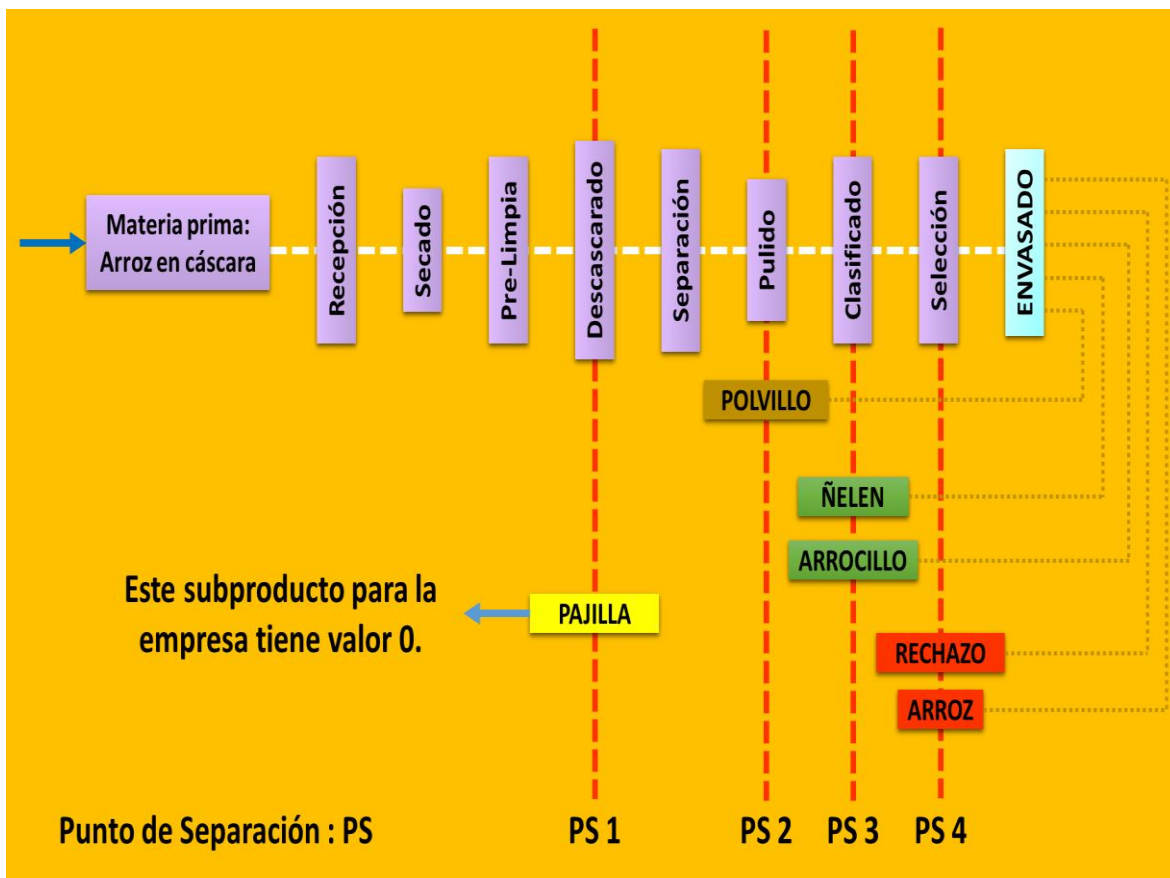 Materia prima:
Arroz en cáscara
Recepción
Secado
Pre-Limpia
Descascarado
Separación
Pulido
Clasificado
Selección
ENVASADO
POLVILLO
ÑELEN
ARROCILLO
Este subproducto para la
empresa tiene valor 0.
PAJILLA
RECHAZO
ARROZ
Punto de Separación : PS
PS 1
PS 2
PS 3
PS 4